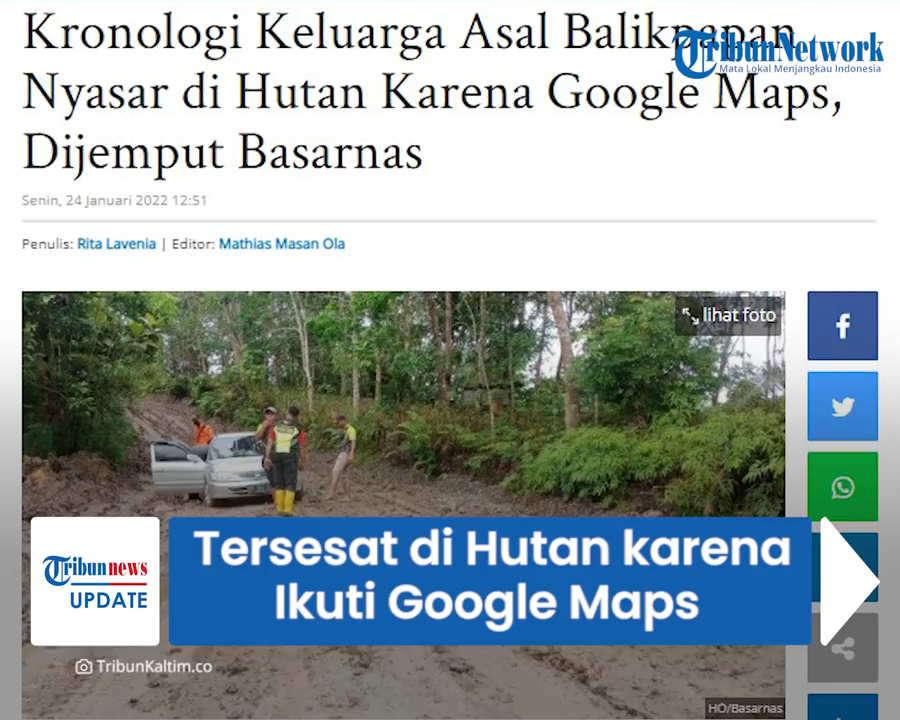 Kronologi Keluarga Asal Balikpapan
TribunNetwork
Mata Lokal Menjangkau Indonesia
Nyasar di Hutan Karena Google Maps,
Dijemput Basarnas
Senin, 24 Januari 2022 12:51
Penulis: Rita Lavenia | Editor: Mathias Masan Ola
lihat foto
f
Tersesat di Hutan karena
Ikuti Google Maps
Tribunnews
UPDATE
TribunKaltim.co
HO/Basarnas